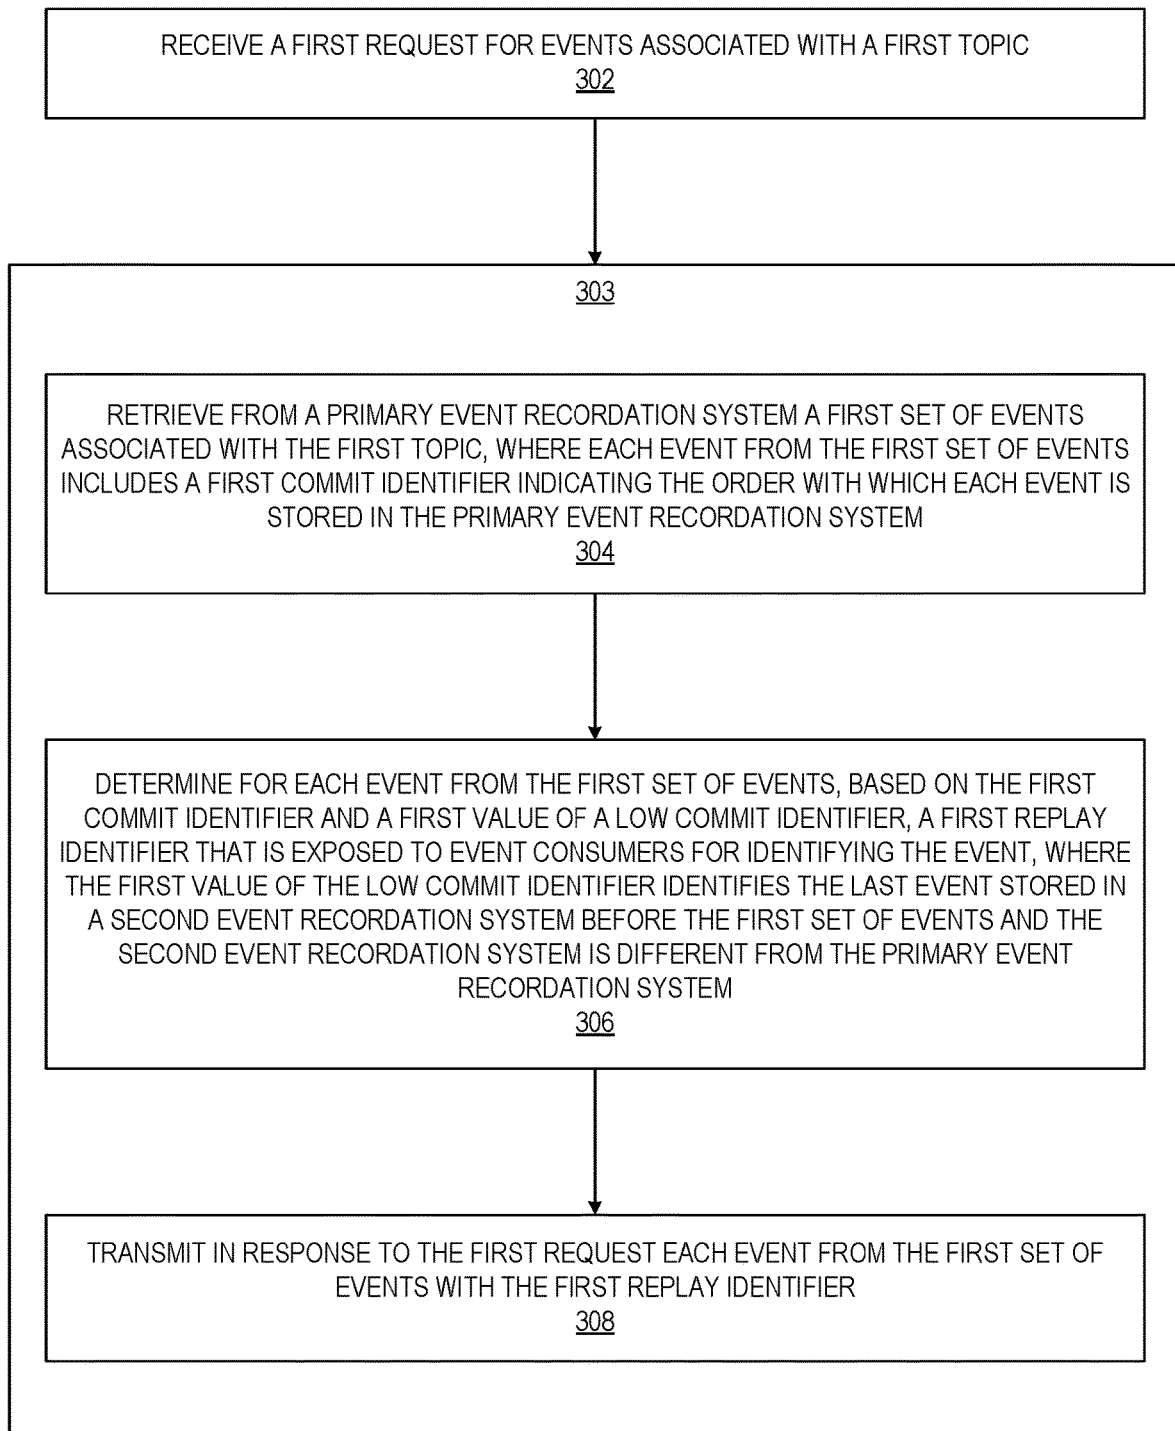 RECEIVE A FIRST REQUEST FOR EVENTS ASSOCIATED WITH A FIRST TOPIC
302
303
RETRIEVE FROM A PRIMARY EVENT RECORDATION SYSTEM A FIRST SET OF EVENTS
ASSOCIATED WITH THE FIRST TOPIC, WHERE EACH EVENT FROM THE FIRST SET OF EVENTS
INCLUDES A FIRST COMMIT IDENTIFIER INDICATING THE ORDER WITH WHICH EACH EVENT IS
STORED IN THE PRIMARY EVENT RECORDATION SYSTEM
304
DETERMINE FOR EACH EVENT FROM THE FIRST SET OF EVENTS, BASED ON THE FIRST
COMMIT IDENTIFIER AND A FIRST VALUE OF A LOW COMMIT IDENTIFIER, A FIRST REPLAY
IDENTIFIER THAT IS EXPOSED TO EVENT CONSUMERS FOR IDENTIFYING THE EVENT, WHERE
THE FIRST VALUE OF THE LOW COMMIT IDENTIFIER IDENTIFIES THE LAST EVENT STORED IN
A SECOND EVENT RECORDATION SYSTEM BEFORE THE FIRST SET OF EVENTS AND THE
SECOND EVENT RECORDATION SYSTEM IS DIFFERENT FROM THE PRIMARY EVENT
RECORDATION SYSTEM
306
TRANSMIT IN RESPONSE TO THE FIRST REQUEST EACH EVENT FROM THE FIRST SET OF
EVENTS WITH THE FIRST REPLAY IDENTIFIER
308